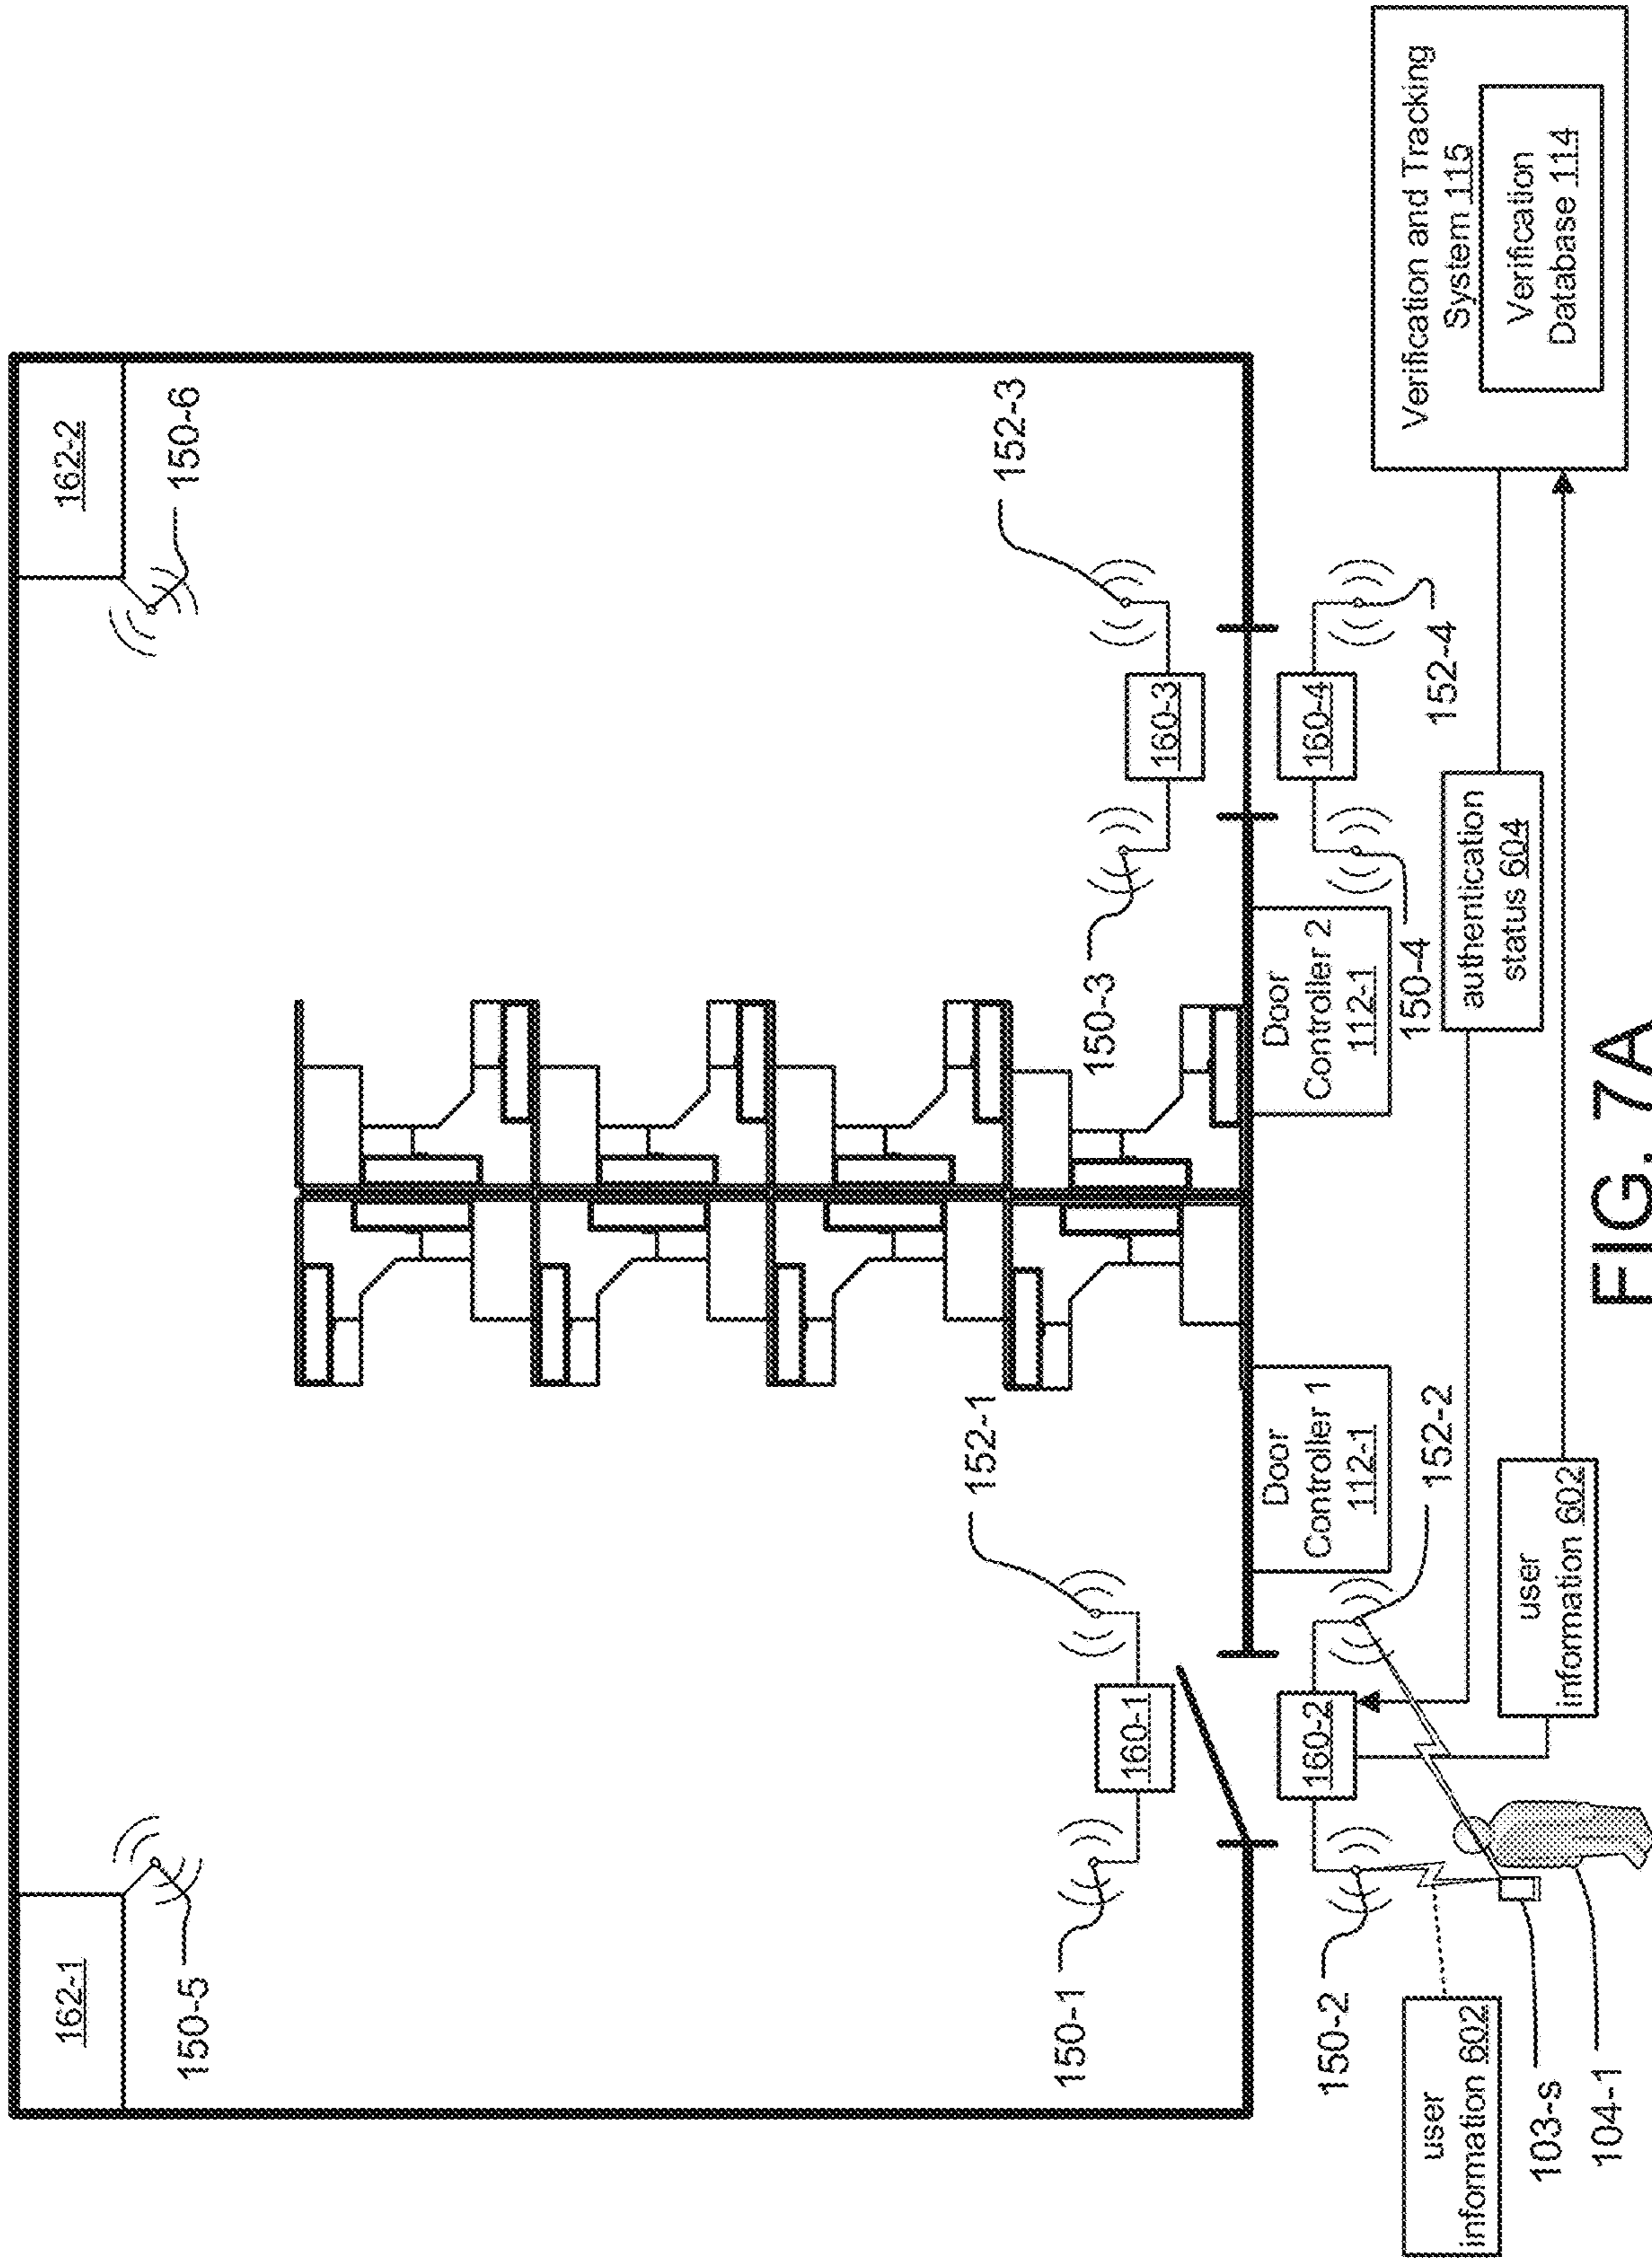 162-1
162-2
150-5
150-6
152-1
152-3
150-1
160-1
150-3
160-3
Door
Controller 1
112-1
Door
Controller 2
112-1
160-2
160-4
150-2
152-2
150-4
152-4
user
information 602
103-s
104-1
user
information 602
authentication
status 604
Verification and Tracking
System 115
Verification
Database 114
FIG. 7A